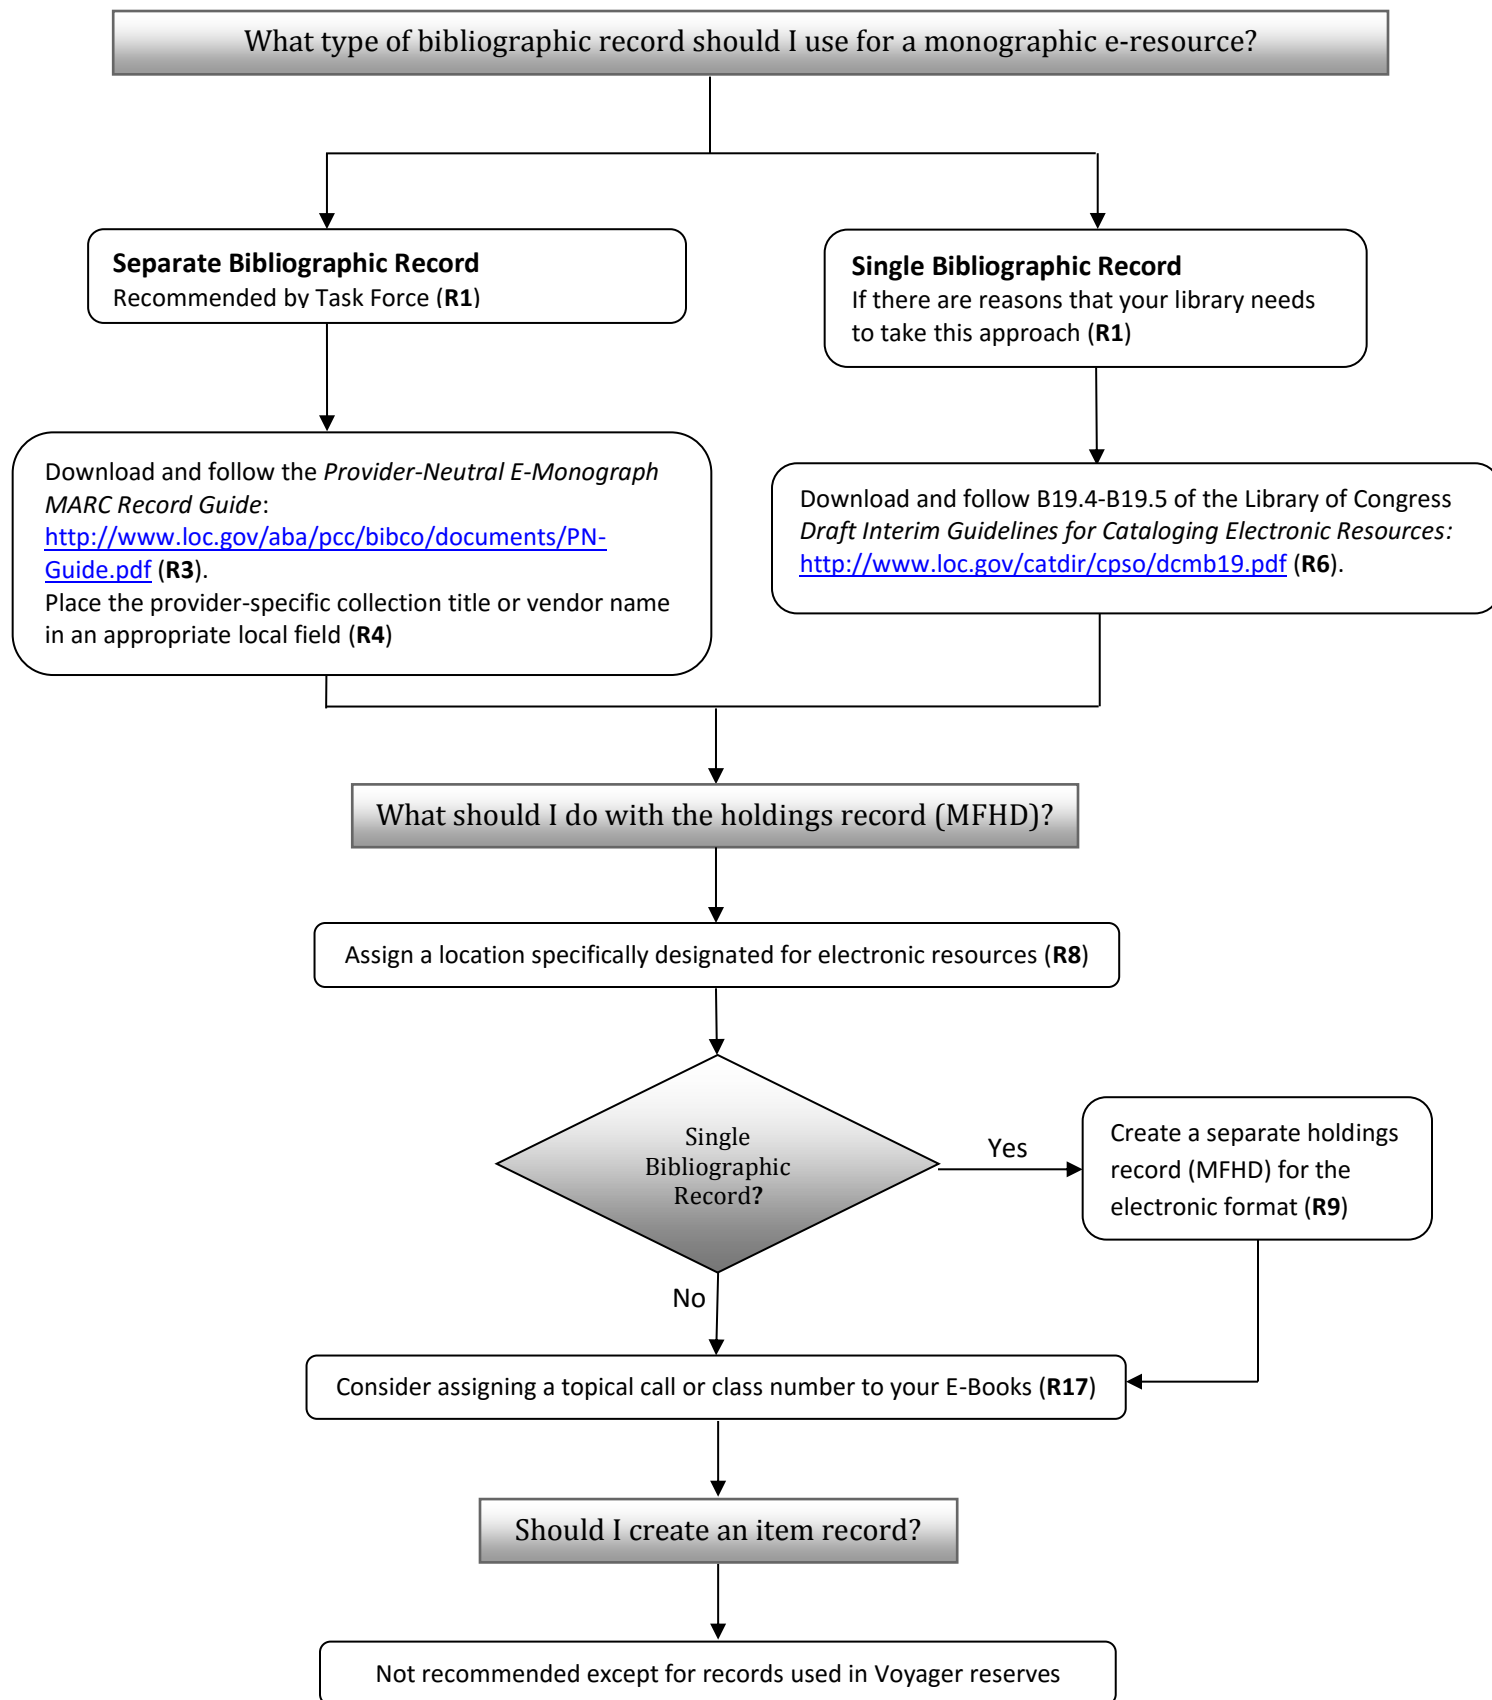 What type of bibliographic record should I use for a monographic e-resource?
Separate Bibliographic Record
Recommended by Task Force (R1)
Single Bibliographic Record
If there are reasons that your library needs
to take this approach (R1)
Download and follow the Provider-Neutral E-Monograph
MARC Record Guide:
http://www.loc.gov/aba/pcc/bibco/documents/PN-
Guide.pdf (R3).
Place the provider-specific collection title or vendor name
in an appropriate local field (R4)
Download and follow B19.4-B19.5 of the Library of Congress
Draft Interim Guidelines for Cataloging Electronic Resources:
http://www.loc.gov/catdir/cpso/dcmb19.pdf (R6).
What should I do with the holdings record (MFHD)?
Assign a location specifically designated for electronic resources (R8)
Single
Bibliographic
Record?
Yes
Create a separate holdings
record (MFHD) for the
electronic format (R9)
No
Consider assigning a topical call or class number to your E-Books (R17)
Should I create an item record?
Not recommended except for records used in Voyager reserves